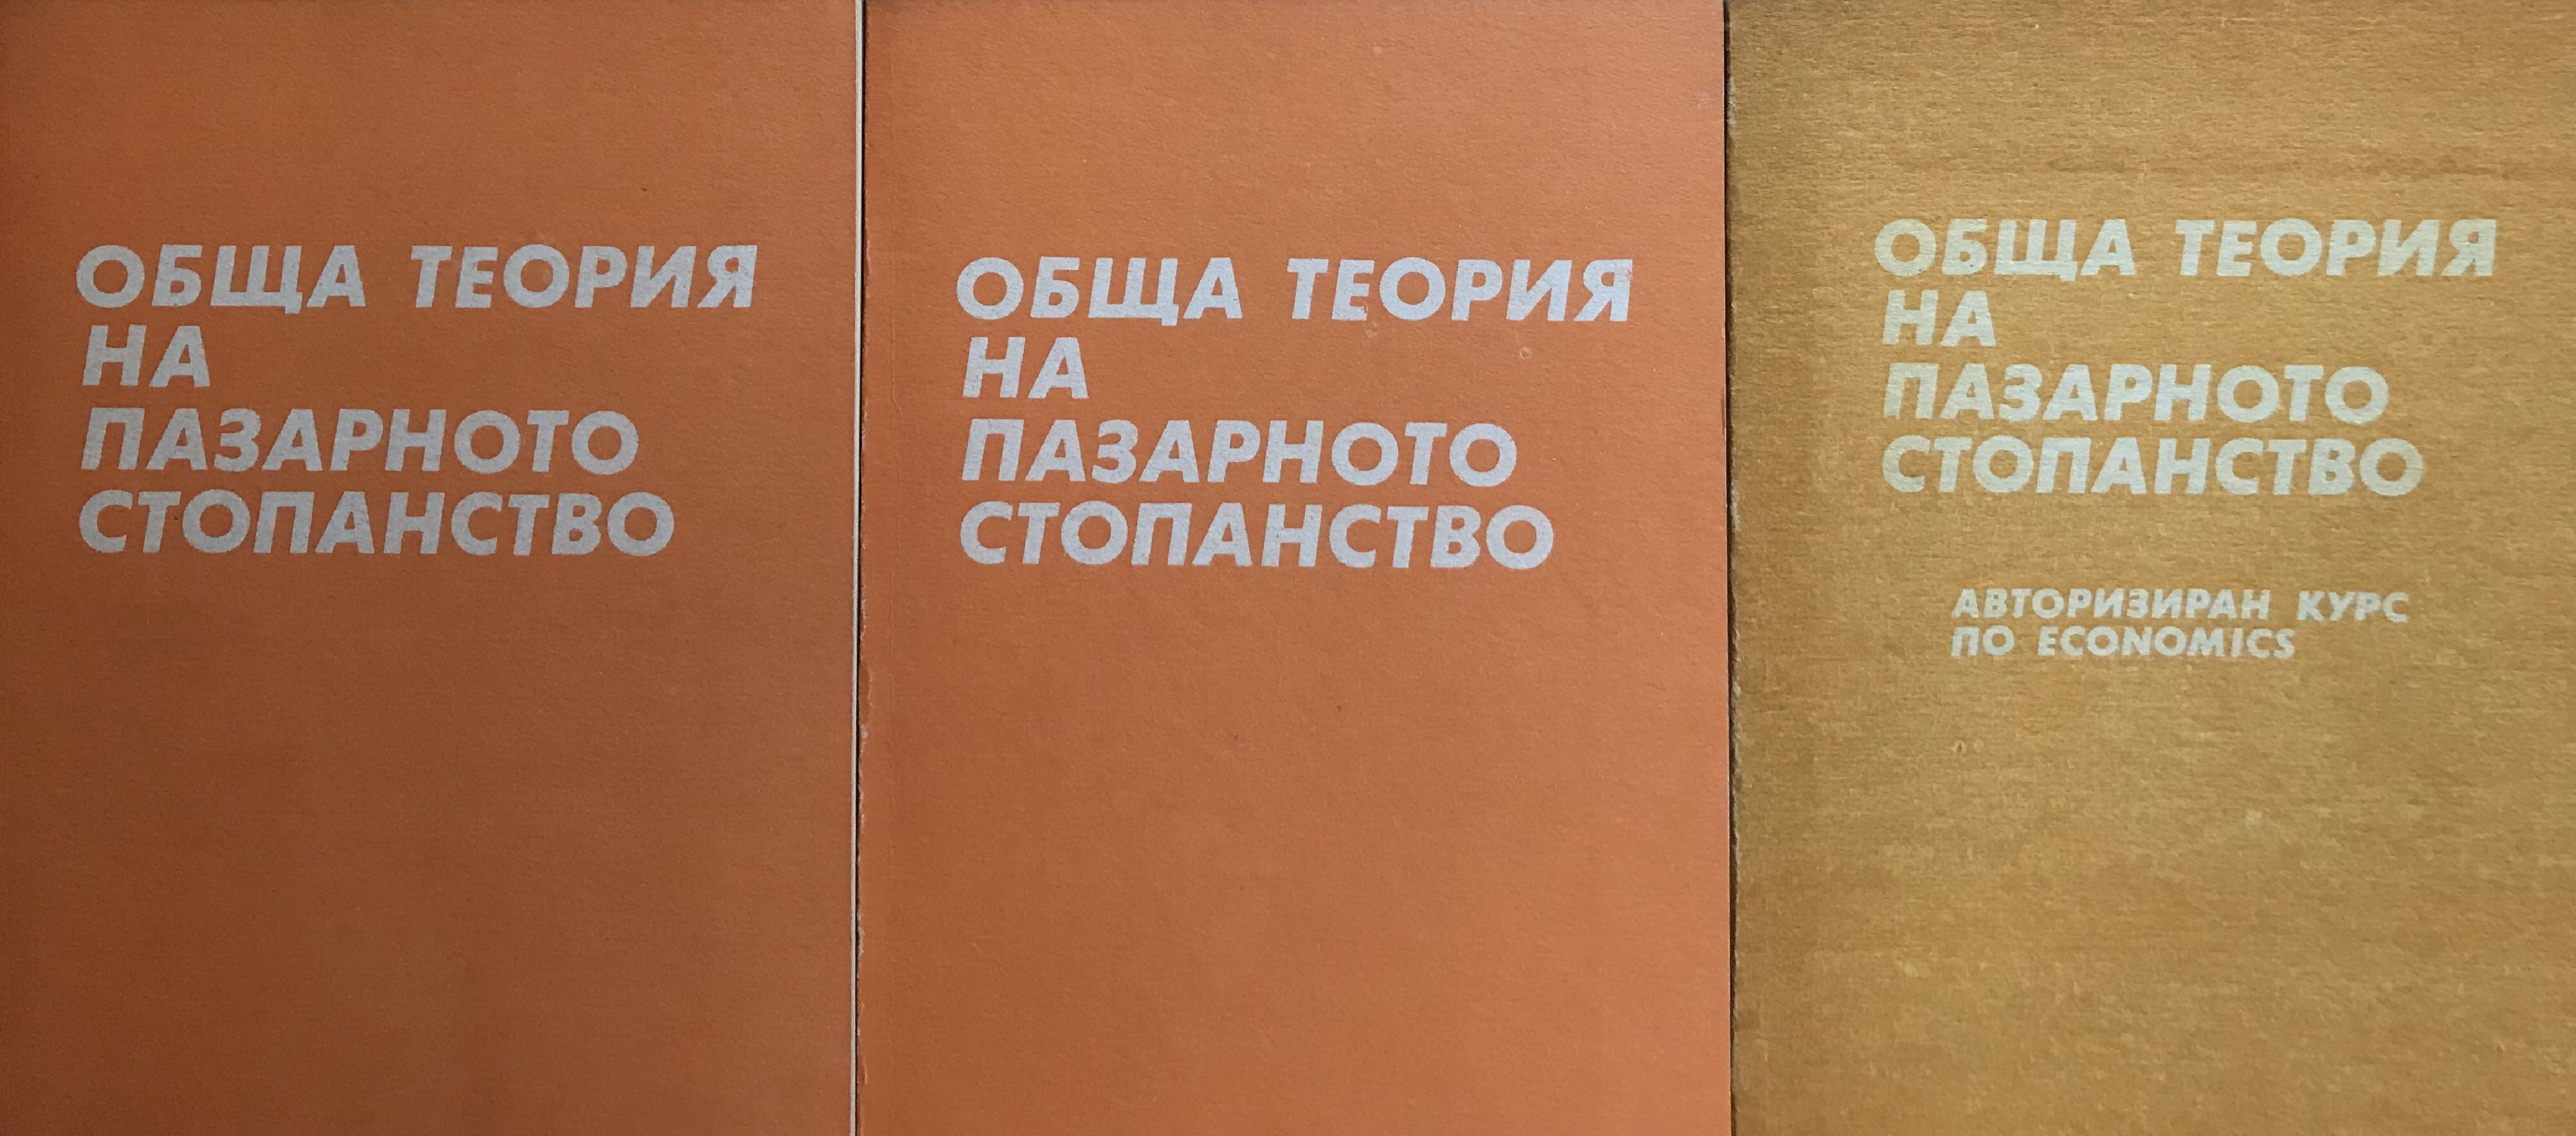 ОБЩА ТЕОРИЯ
НА
ПАЗАРНОТО
СТОПАНСТВО
ОБЩА ТЕОРИЯ
НА
ПАЗАРНОТО
СТОПАНСТВО
ОБЩА ТЕОРИЯ
НА
ПАЗАРНОТО
СТОПАНСТВО
АВТОРИЗИРАН КУРС
ПО ECONOMICS